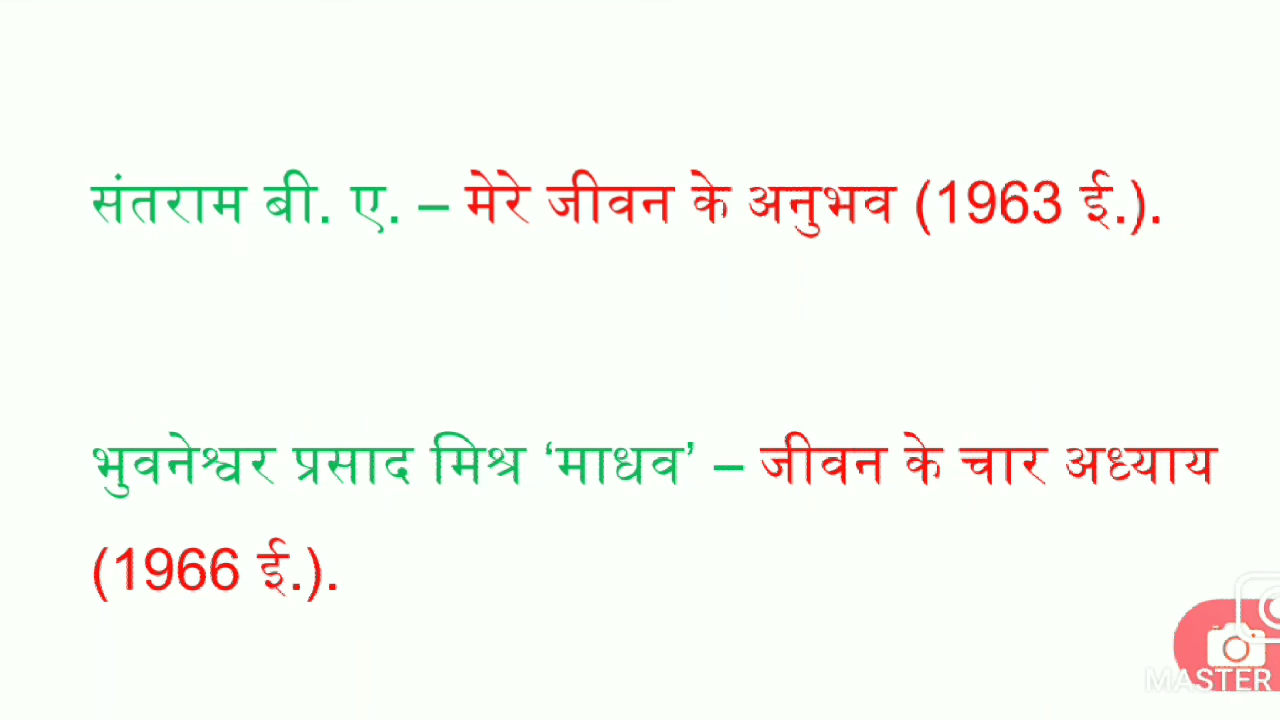 संतराम बी. ए. – मेरे जीवन के अनुभव (1963 ई.).
भुवनेश्वर प्रसाद मिश्र ‘माधव’ – जीवन के चार अध्याय
(1966 ई.).
MASTER